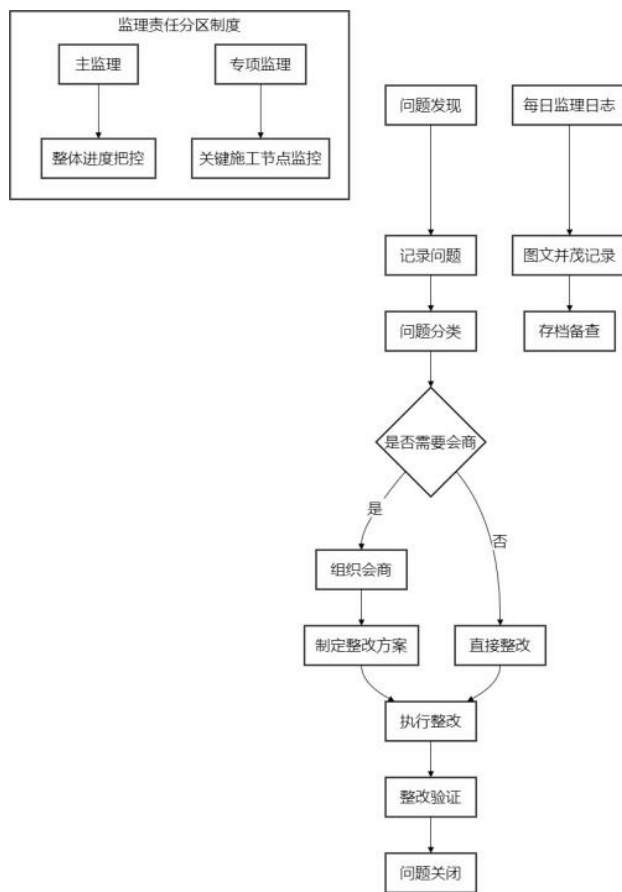 监理责任分区制度
主监理
专项监理
整体进度把控
关键施工节点监控
问题发现
每日监理日志
记录问题
图文并茂记录
问题分类
存档备查
是否需要会商
是
否
组织会商
制定整改方案
直接整改
执行整改
整改验证
问题关闭